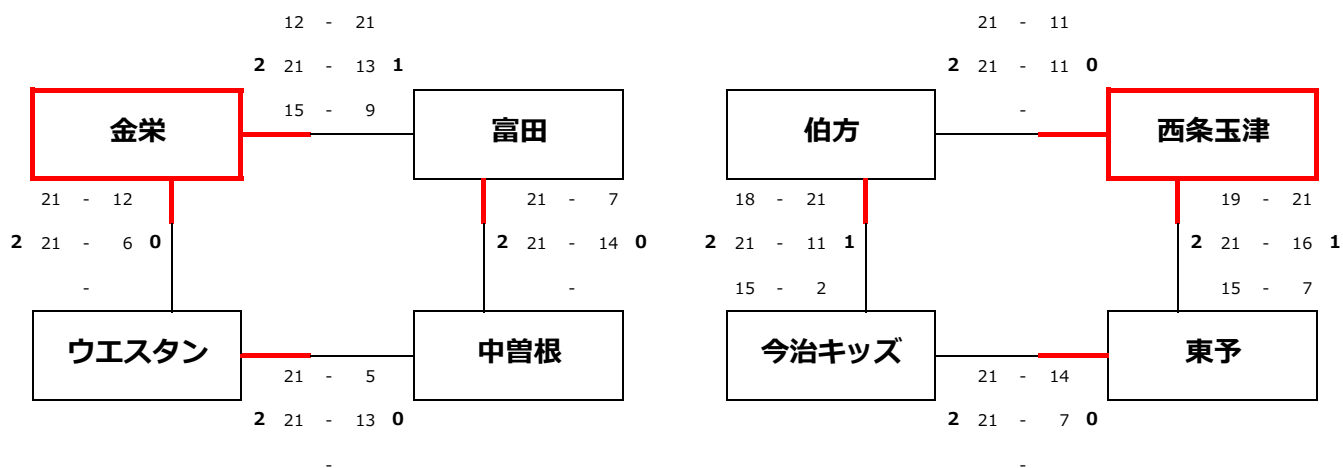 12 - 21
2 21 - 13 1
15 - 9
金栄
富田
21 - 12
2 21 - 6 0
-
21 - 7
2 21 - 14 0
-
ウエスタン
中曽根
21 - 5
2 21 - 13 0
-
21 - 11
2 21 - 11 0
-
伯方
西条玉津
18 - 21
2 21 - 11 1
15 - 2
19 - 21
2 21 - 16 1
15 - 7
今治キッズ
東予
21 - 14
2 21 - 7 0
-